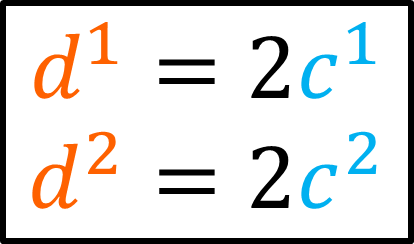 d¹ = 2c¹
d² = 2c²